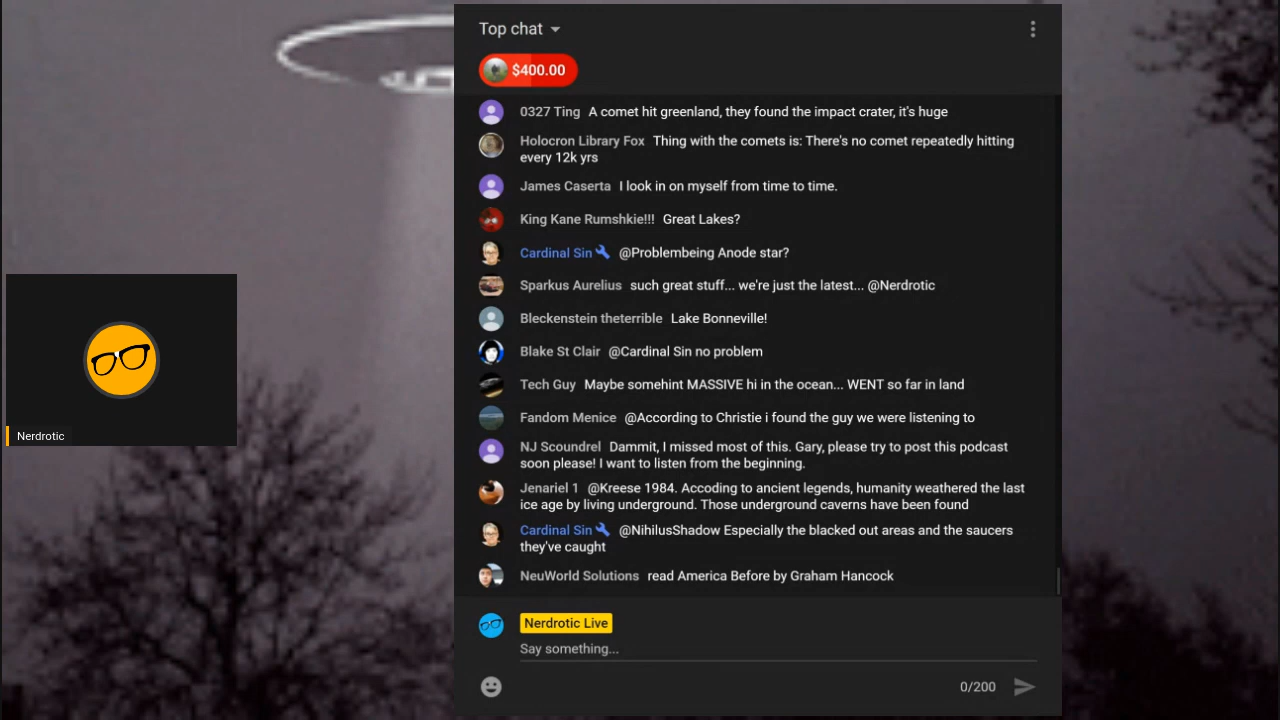 Top chat
$400.00
0327 Ting A comet hit greenland, they found the impact crater, it's huge
Holocron Library Fox Thing with the comets is: There's no comet repeatedly hitting
every 12k yrs
James Caserta I look in on myself from time to time.
King Kane Rumshkie!!! Great Lakes?
Cardinal Sin @Problembeing Anode star?
Sparkus Aurelius such great stuff... we're just the latest... @Nerdrotic
Bleckenstein theterrible Lake Bonneville!
Blake St Clair @Cardinal Sin no problem
Tech Guy Maybe somehint MASSIVE hi in the ocean... WENT so far in land
Fandom Menice @According to Christie i found the guy we were listening to
NJ Scoundrel Dammit, I missed most of this. Gary, please try to post this podcast
soon please! I want to listen from the beginning.
Jenariel 1 @Kreese 1984. Accoding to ancient legends, humanity weathered the last
ice age by living underground. Those underground caverns have been found
Cardinal Sin @NihilusShadow Especially the blacked out areas and the saucers
they've caught
NeuWorld Solutions read America Before by Graham Hancock
Nerdrotic Live
Say something...
0/200
Nerdrotic